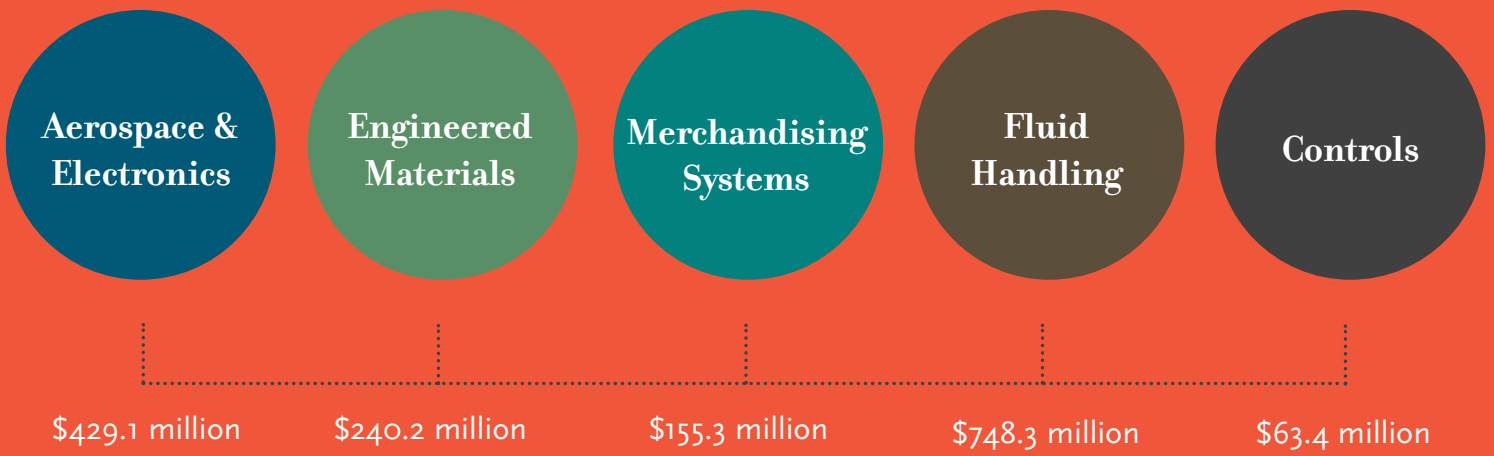 Aerospace &
Electronics
Engineered
Materials
Merchandising
Systems
Fluid
Handling
Controls
$429.1 million
$240.2 million
$155.3 million
$748.3 million
$63.4 million